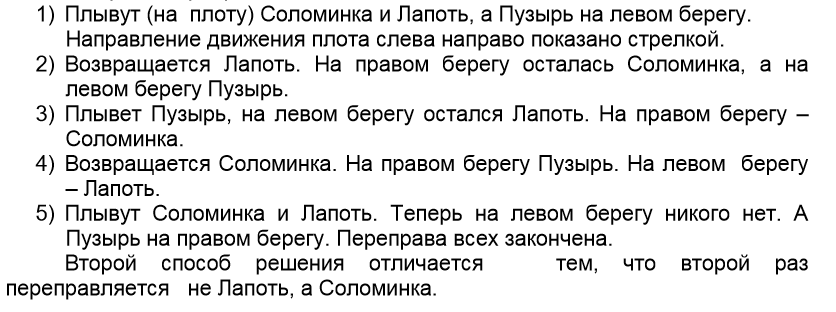 1) Плывут (на плоту) Соломинка и Лапоть, а Пузырь на левом берегу.
Направление движения плота слева направо показано стрелкой.
2) Возвращается Лапоть. На правом берегу осталась Соломинка, а на
левом берегу Пузырь.
3) Плывет Пузырь, на левом берегу остался Лапоть. На правом берегу –
Соломинка.
4) Возвращается Соломинка. На правом берегу Пузырь. На левом берегу
– Лапоть.
5) Плывут Соломинка и Лапоть. Теперь на левом берегу никого нет. А
Пузырь на правом берегу. Переправа всех закончена.
Второй способ решения отличается тем, что второй раз
переправляется не Лапоть, а Соломинка.